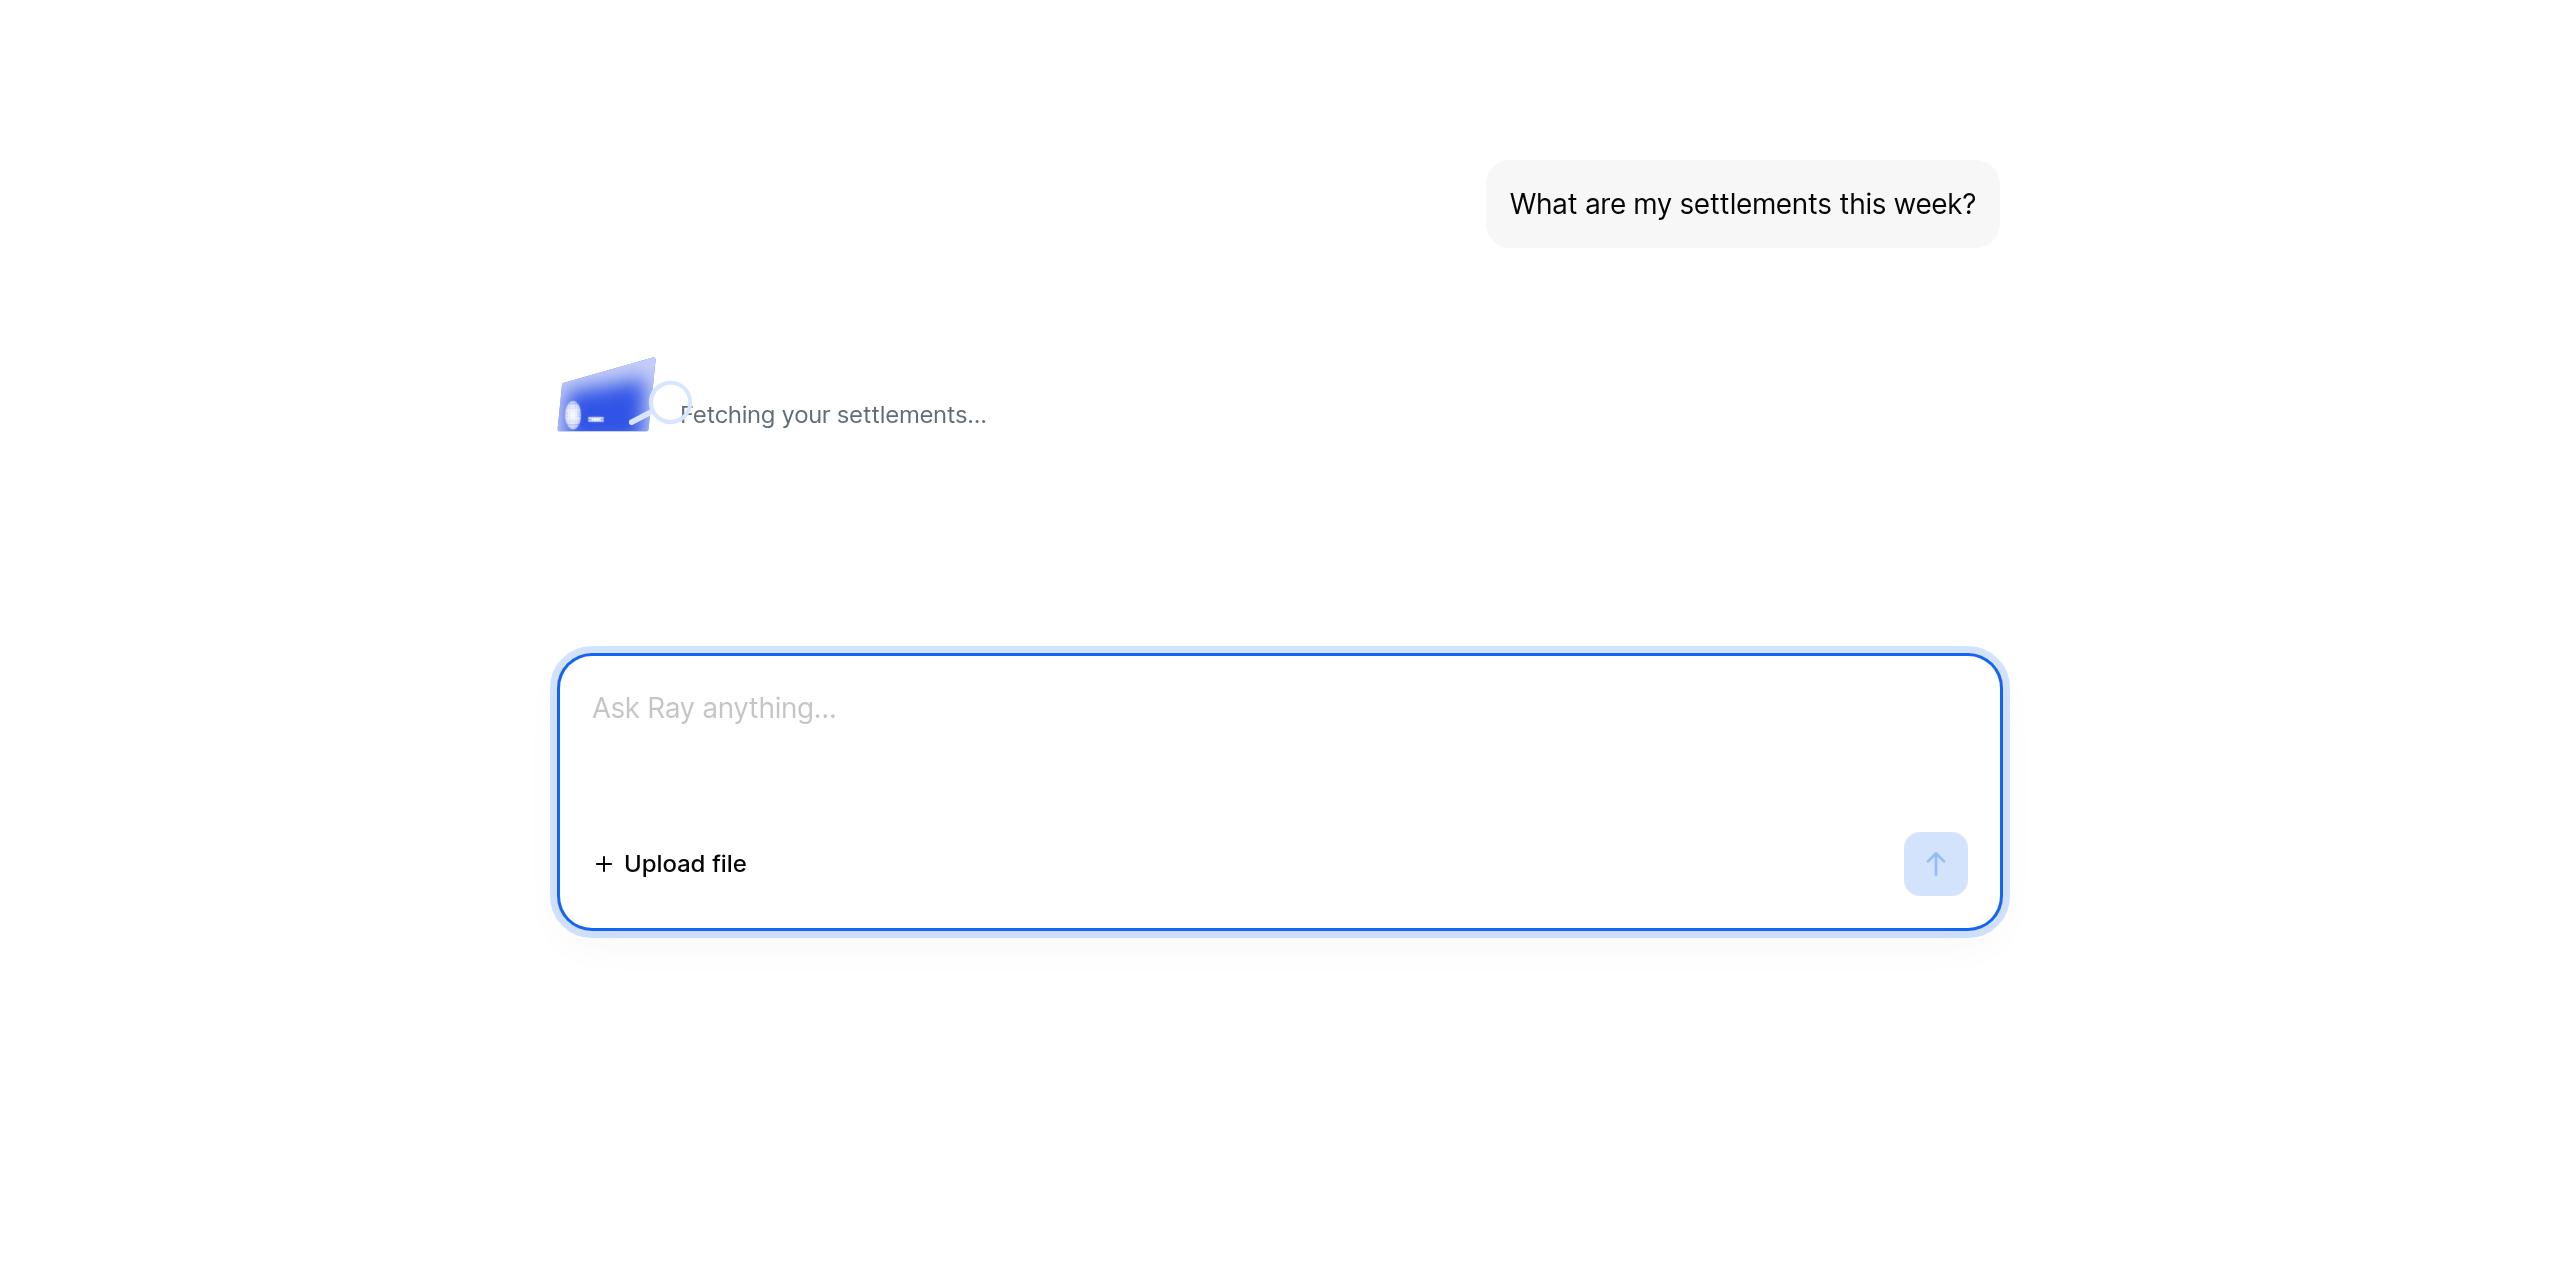 What are my settlements this week?
Fetching your settlements...
Ask Ray anything...
Upload file